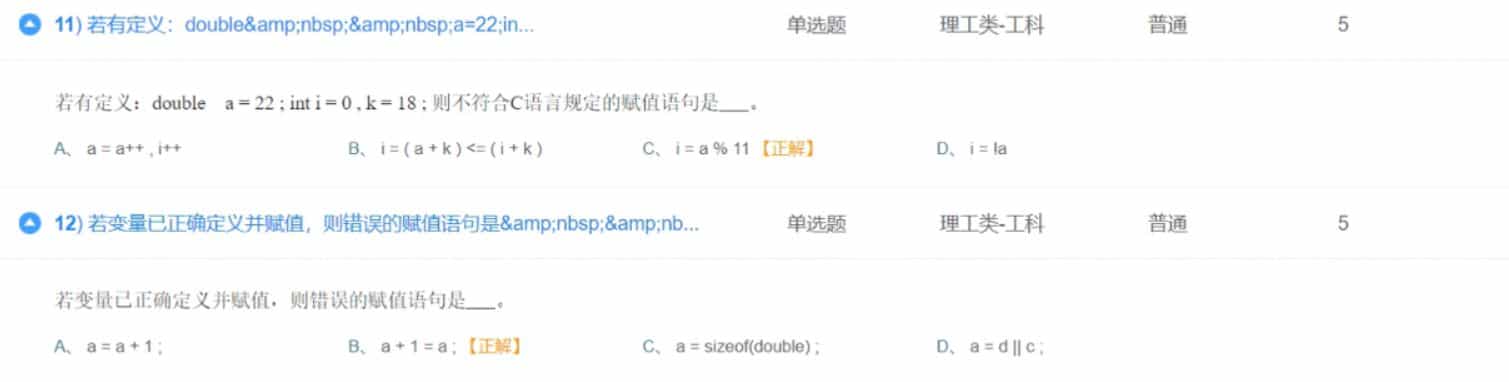 11) 若有定义：double&amp;nbsp;&amp;nbsp;a=22;in... 单选题 理工类-工科 普通 5
若有定义：double a = 22 ; int i = 0 , k = 18 ; 则不符合C语言规定的赋值语句是___。
A、 a = a++ , i++ B、 i = ( a + k ) <= ( i + k ) C、 i = a % 11 【正解】 D、 i = !a
12) 若变量已正确定义并赋值，则错误的赋值语句是&amp;nbsp;&amp;nb... 单选题 理工类-工科 普通 5
若变量已正确定义并赋值，则错误的赋值语句是___。
A、 a = a + 1 ; B、 a + 1 = a ; 【正解】 C、 a = sizeof(double) ; D、 a = d || c ;